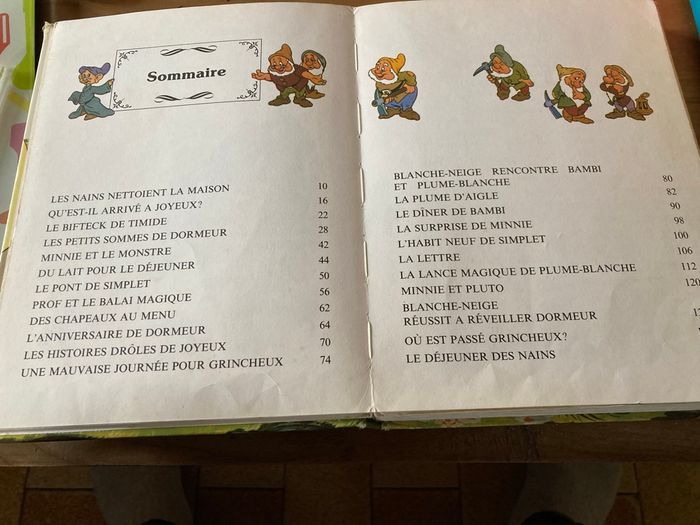 Sommaire
LES NAINS NETTOIENT LA MAISON 10
QU'EST-IL ARRIVÉ A JOYEUX? 16
LE BIFTECK DE TIMIDE 22
LES PETITS SOMMES DE DORMEUR 28
MINNIE ET LE MONSTRE 42
DU LAIT POUR LE DÉJEUNER 44
LE PONT DE SIMPLET 50
PROF ET LE BALAI MAGIQUE 56
DES CHAPEAUX AU MENU 62
L'ANNIVERSAIRE DE DORMEUR 64
LES HISTOIRES DRÔLES DE JOYEUX 70
UNE MAUVAISE JOURNÉE POUR GRINCHEUX 74
BLANCHE-NEIGE RENCONTRE BAMBI
ET PLUME-BLANCHE 80
LA PLUME D'AIGLE 82
LE DÎNER DE BAMBI 90
LA SURPRISE DE MINNIE 98
L'HABIT NEUF DE SIMPLET 100
LA LETTRE 106
LA LANCE MAGIQUE DE PLUME-BLANCHE 112
MINNIE ET PLUTO 120
BLANCHE-NEIGE
RÉUSSIT A RÉVEILLER DORMEUR
OÙ EST PASSÉ GRINCHEUX?
LE DÉJEUNER DES NAINS